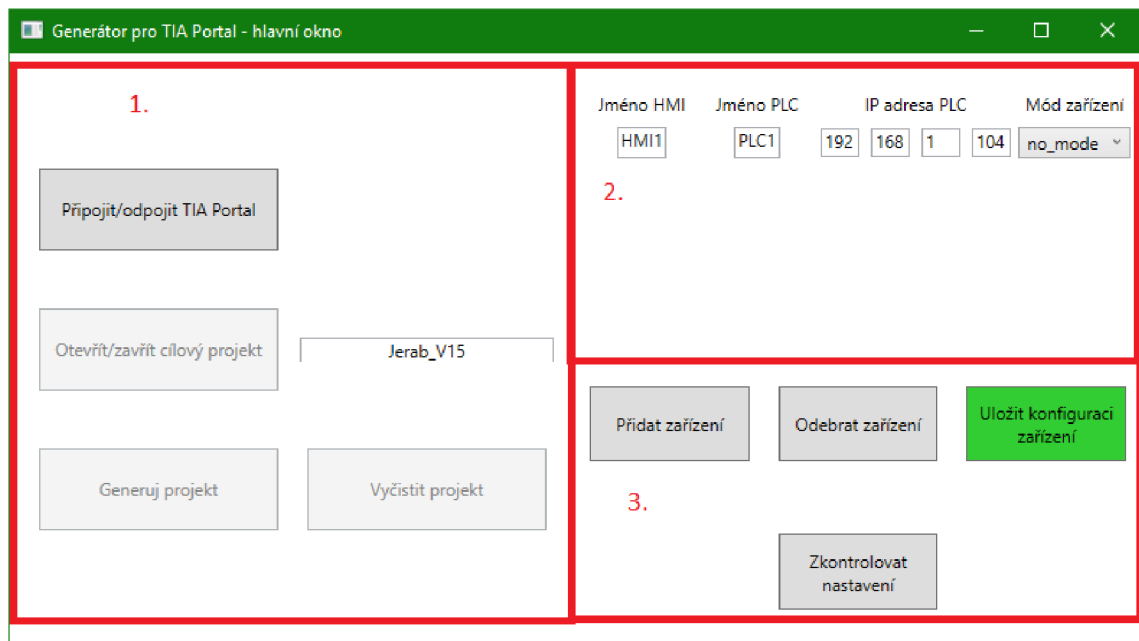 Generátor pro TIA Portal - hlavní okno
1.
Připojit/odpojit TIA Portal
Otevřít/zavřít cílový projekt
Jerab_V15
Generuj projekt
Vyčistit projekt
Jméno HMI
Jméno PLC
IP adresa PLC
Mód zařízení
HMI1
PLC1
192
168
1
104
no_mode
2.
Přidat zařízení
Odebrat zařízení
Uložit konfiguraci
zařízení
3.
Zkontrolovat
nastavení